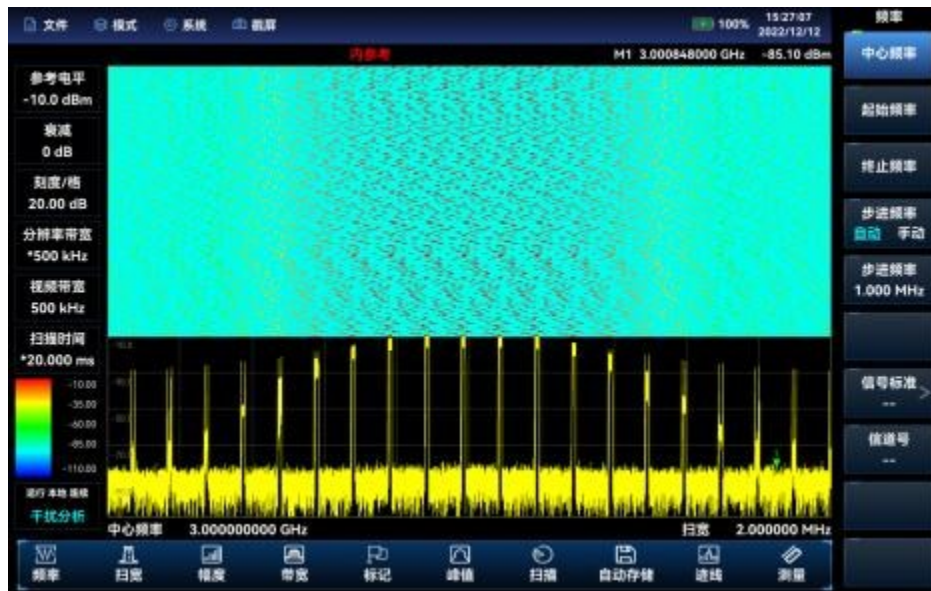 文件 模式 系统 截屏 100% 15:27:07
2022/12/12
频率
内参考 M1 3.000848000 GHz -85.10 dBm
中心频率
参考电平
-10.0 dBm
起始频率
衰减
0 dB
终止频率
刻度/格
20.00 dB
步进频率
自动 手动
分辨率带宽
*500 kHz
步进频率
1.000 MHz
视频带宽
500 kHz
扫描时间
*20.000 ms
-10.00
-35.00
-60.00
-85.00
-110.00
信号标准 >
--
信道号
--
运行 本地 连续
干扰分析
中心频率 3.000000000 GHz 扫宽 2.000000 MHz
频率 扫宽 幅度 带宽 标记 峰值 扫描 自动存储 迹线 测量